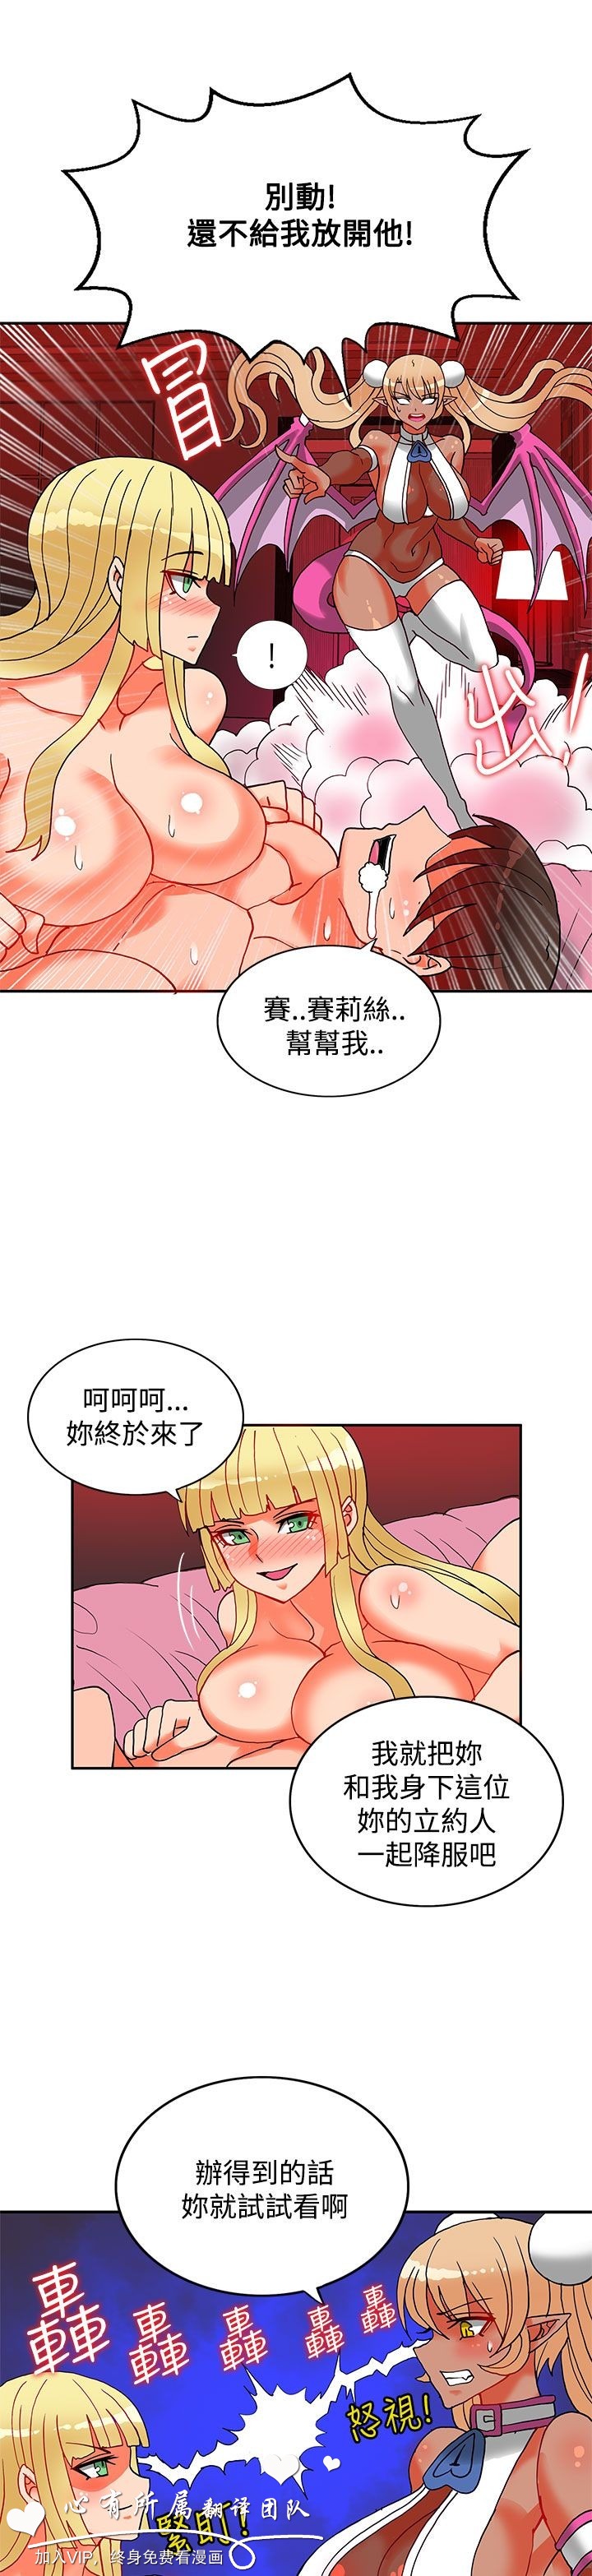 別動!
還不給我放開他!
冒
!
出!
賽..賽莉絲..
幫幫我..
呵呵呵...
妳終於來了
我就把妳
和我身下這位
妳的立約人
一起降服吧
辦得到的話
妳就試試看啊
轟轟轟轟轟
怒視!
緊盯!
心有所属翻译团队
加入VIP，终身免费看漫画